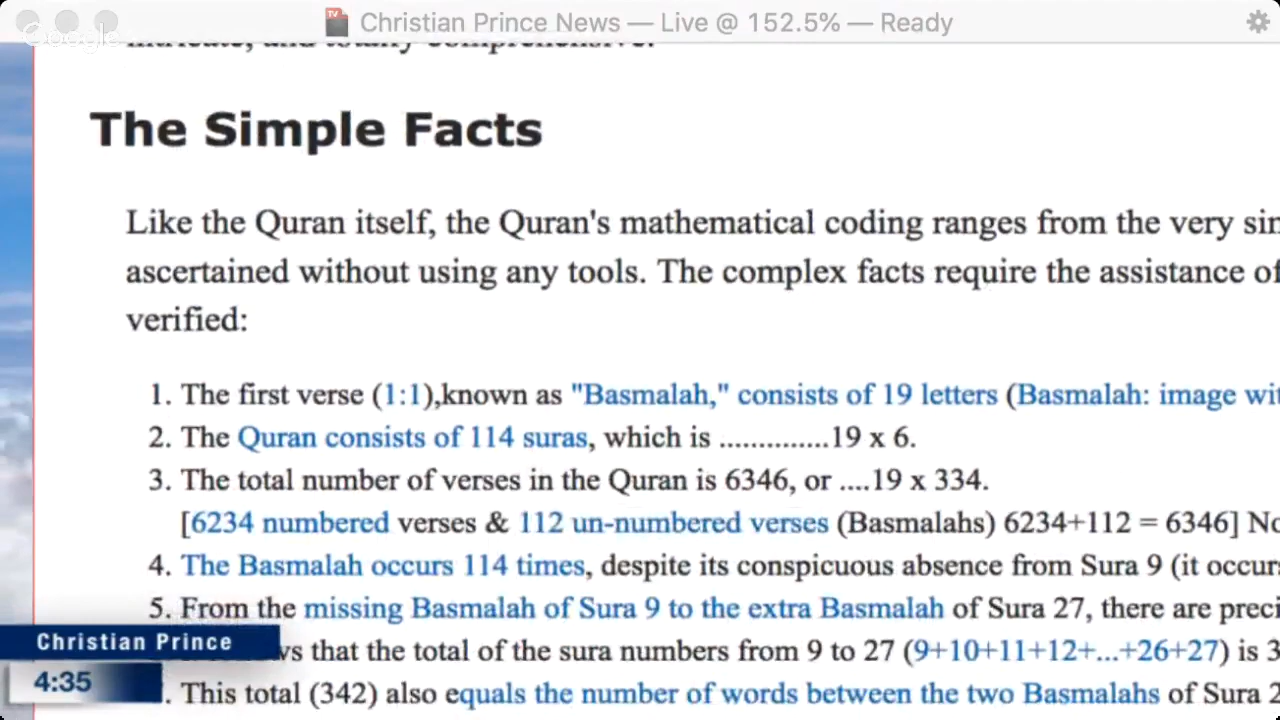 Christian Prince News — Live @ 152.5% — Ready
Google
The Simple Facts
Like the Quran itself, the Quran's mathematical coding ranges from the very
ascertained without using any tools. The complex facts require the assistance of
verified:
1. The first verse (1:1),known as "Basmalah," consists of 19 letters (Basmalah: image
2. The Quran consists of 114 suras, which is ..............19 x 6.
3. The total number of verses in the Quran is 6346, or ....19 x 334.
[6234 numbered verses & 112 un-numbered verses (Basmalahs) 6234+112 = 6346]
4. The Basmalah occurs 114 times, despite its conspicuous absence from Sura 9 (it
5. From the missing Basmalah of Sura 9 to the extra Basmalah of Sura 27, there are
Christian Prince
that the total of the sura numbers from 9 to 27 (9+10+11+12+...+26+27) is
4:35
. This total (342) also equals the number of words between the two Basmalahs of Sura